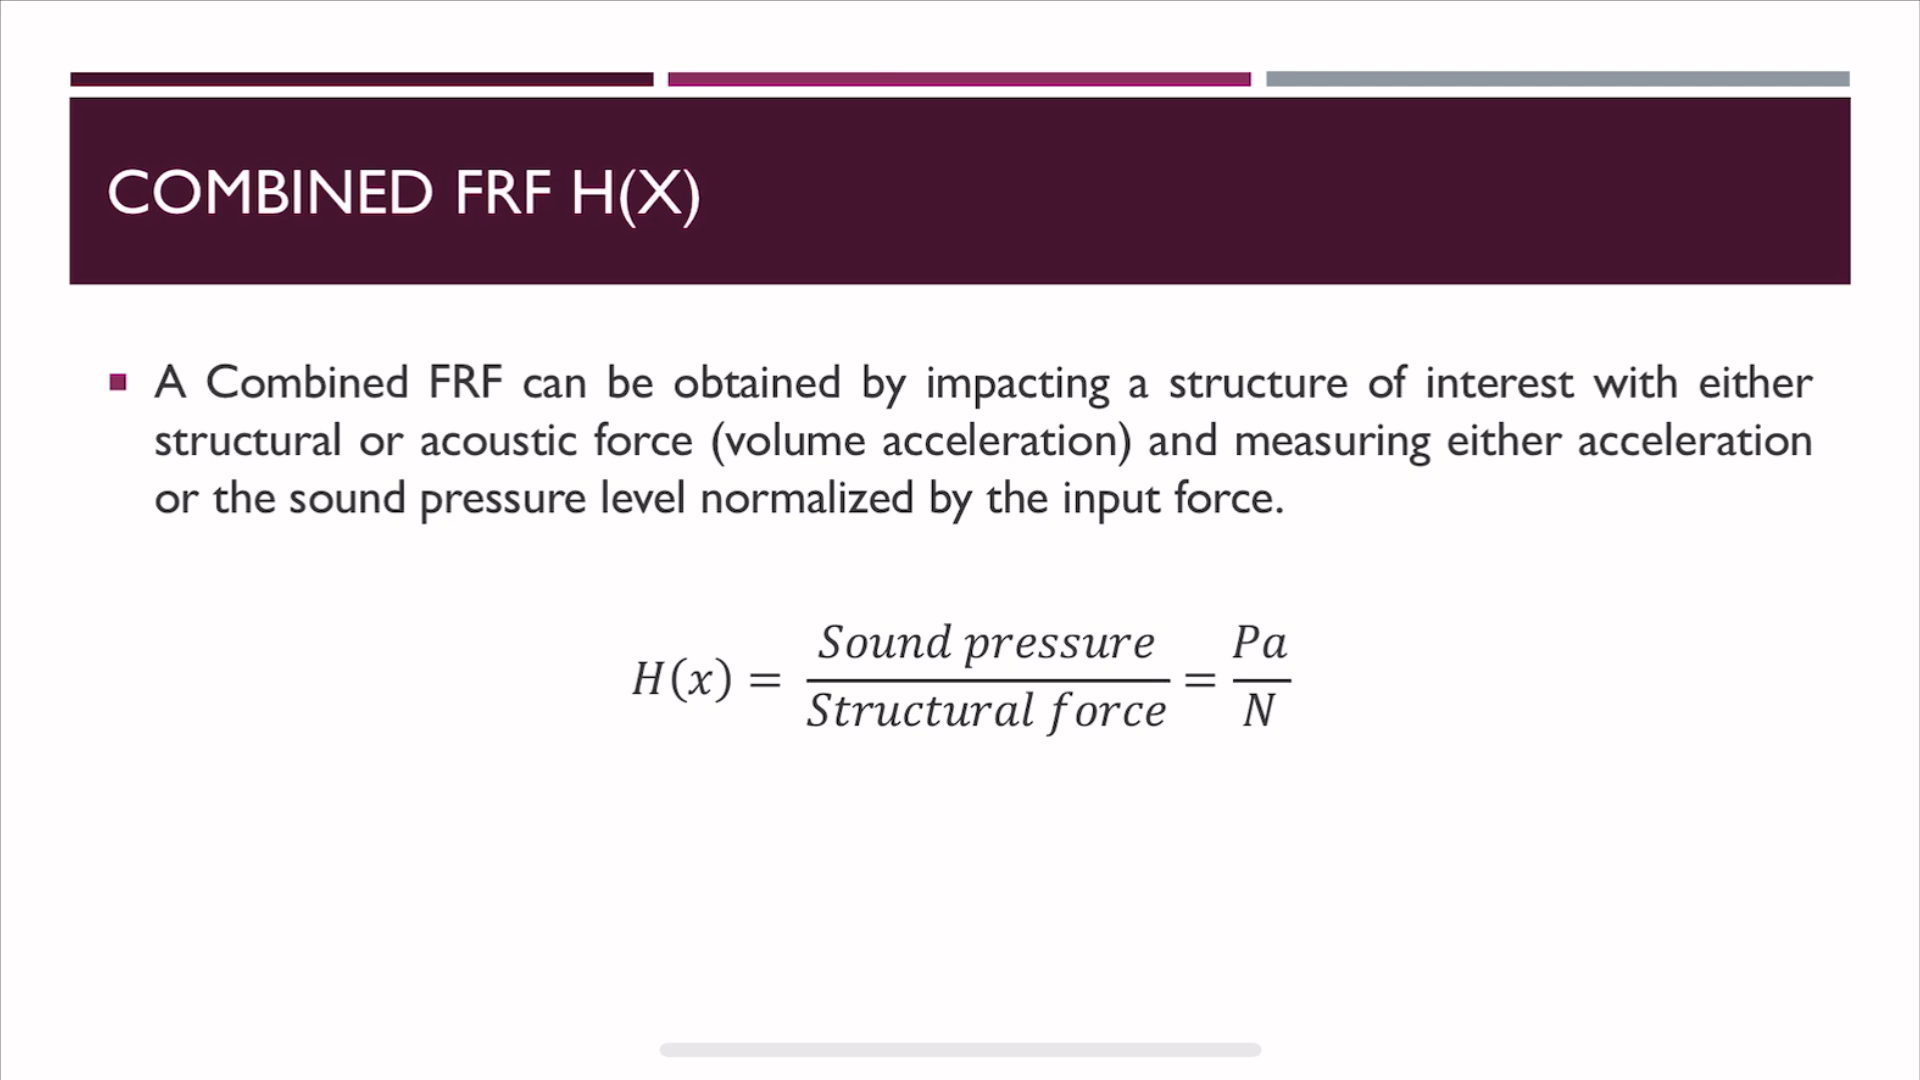 COMBINED FRF H(X)
A Combined FRF can be obtained by impacting a structure of interest with either
structural or acoustic force (volume acceleration) and measuring either acceleration
or the sound pressure level normalized by the input force.
H(x) = Sound pressure / Structural force = Pa / N